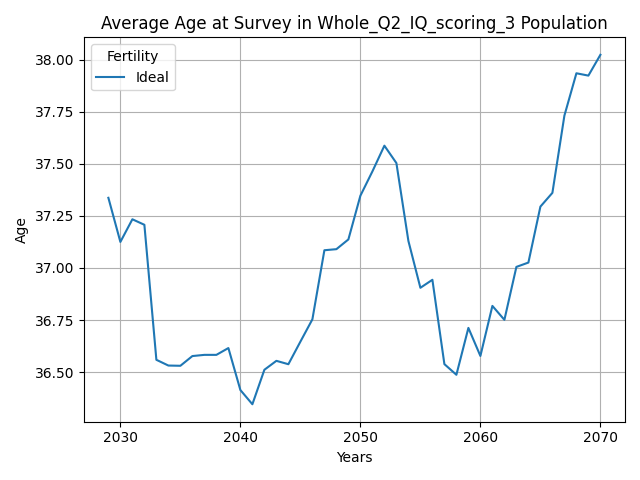 Average Age at Survey in Whole_Q2_IQ_scoring_3 Population
Fertility
Ideal
38.00
37.75
37.50
37.25
37.00
36.75
36.50
Age
2030 2040 2050 2060 2070
Years